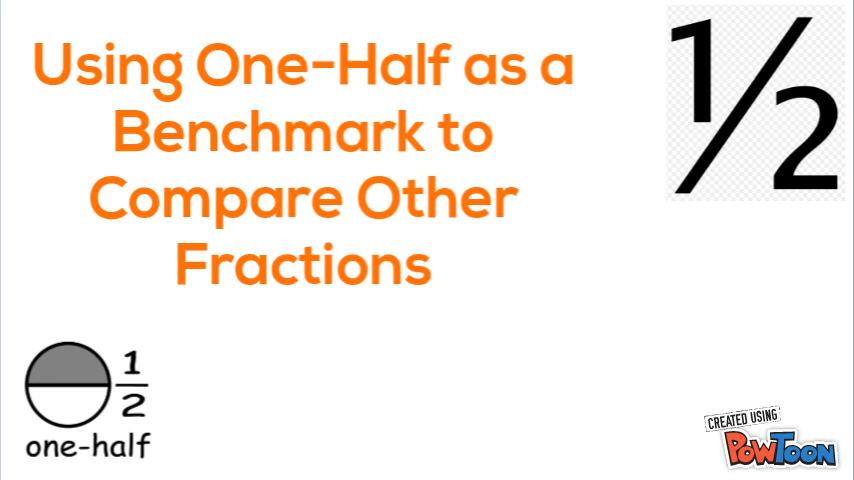 Using One-Half as a
Benchmark to
Compare Other
Fractions
½
1
2
one-half
CREATED USING
POWTOON